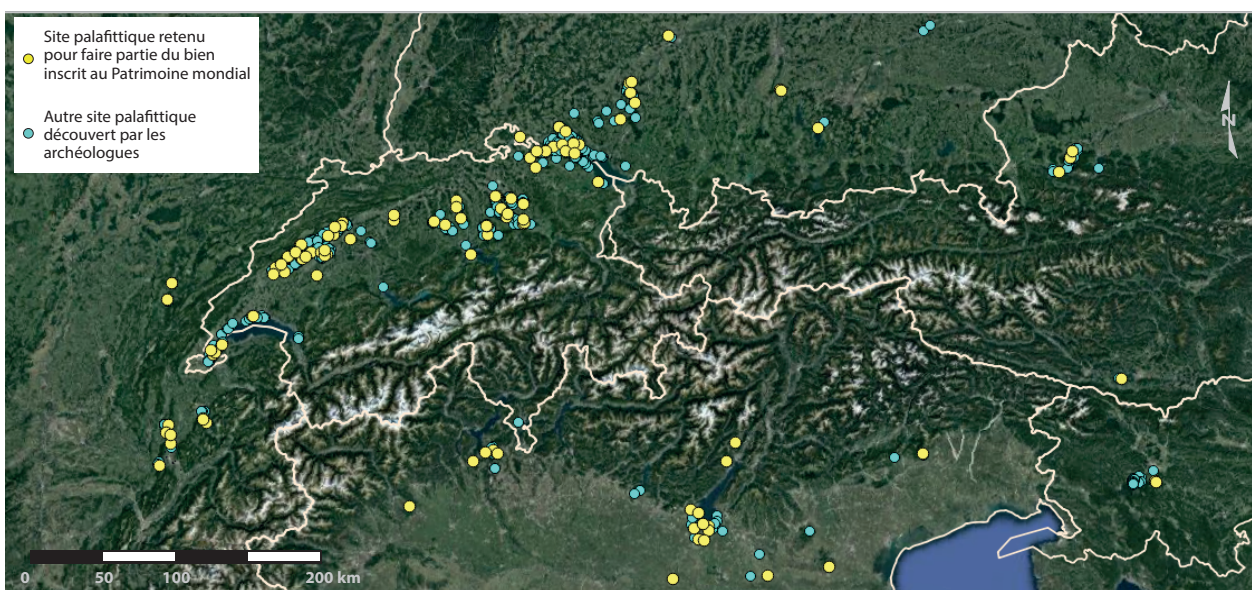 Site palafittique retenu
pour faire partie du bien
inscrit au Patrimoine mondial
Autre site palafittique
découvert par les
archéologues
N
0 50 100 200 km